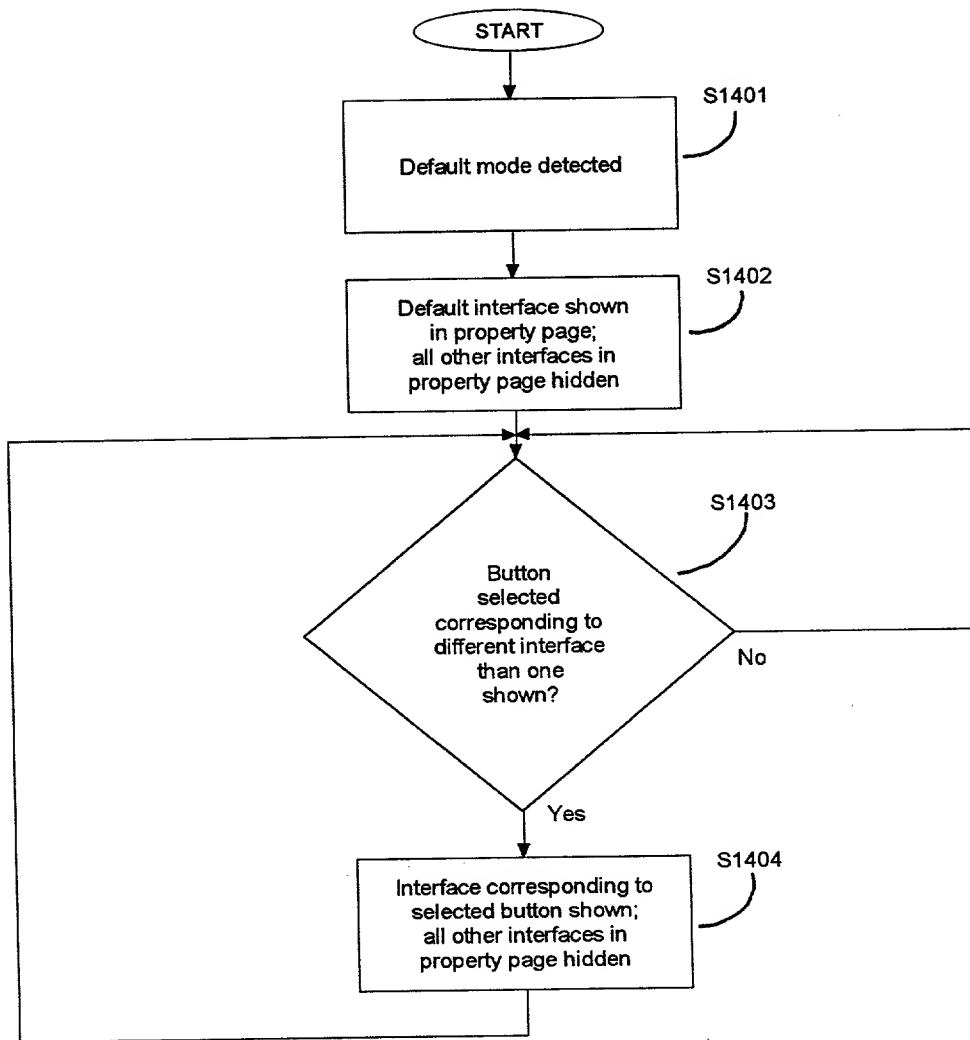 START
S1401
Default mode detected
S1402
Default interface shown
in property page;
all other interfaces in
property page hidden
S1403
Button
selected
corresponding to
different interface
than one
shown?
No
Yes
S1404
Interface corresponding to
selected button shown;
all other interfaces in
property page hidden